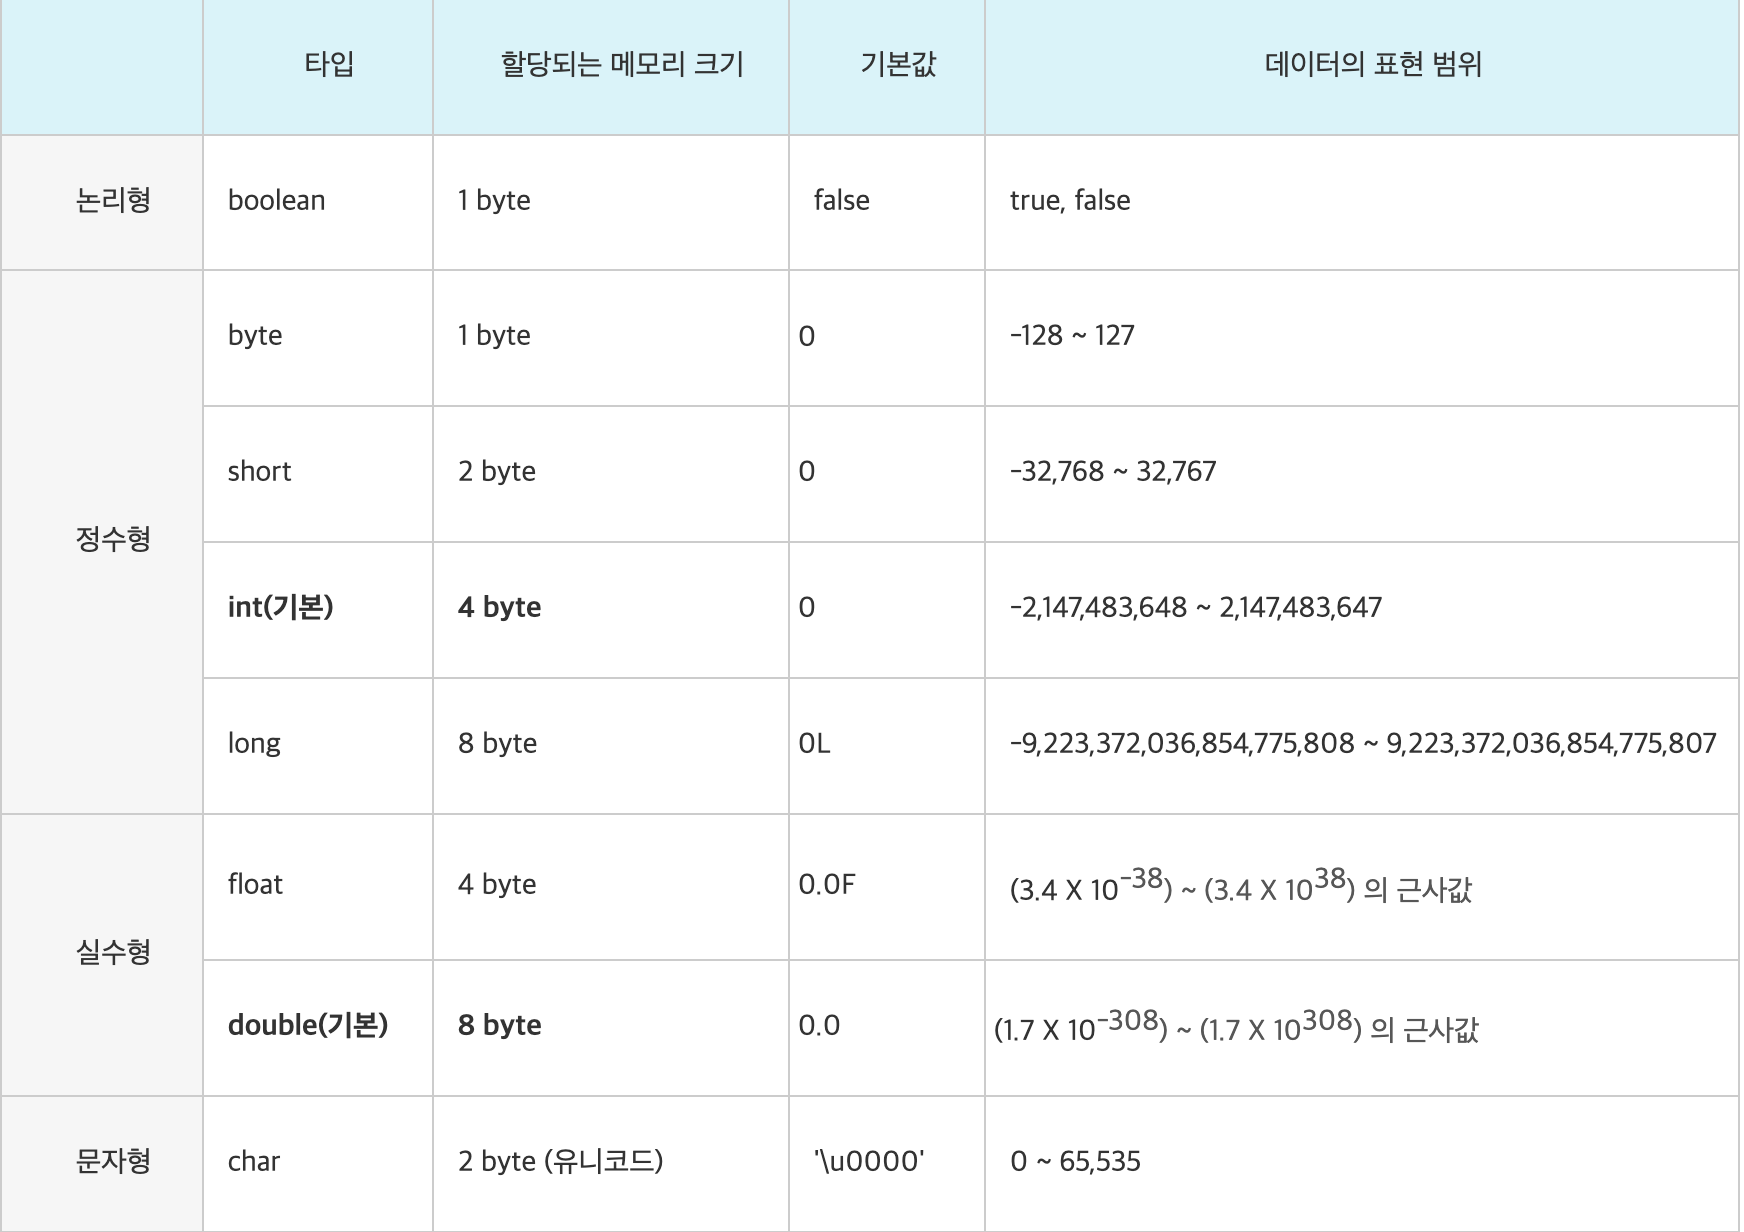 타입 할당되는 메모리 크기 기본값 데이터의 표현 범위
논리형 boolean 1 byte false true, false
정수형 byte 1 byte 0 -128 ~ 127
short 2 byte 0 -32,768 ~ 32,767
int(기본) 4 byte 0 -2,147,483,648 ~ 2,147,483,647
long 8 byte 0L -9,223,372,036,854,775,808 ~ 9,223,372,036,854,775,807
실수형 float 4 byte 0.0F (3.4 X 10⁻³⁸) ~ (3.4 X 10³⁸) 의 근사값
double(기본) 8 byte 0.0 (1.7 X 10⁻³⁰⁸) ~ (1.7 X 10³⁰⁸) 의 근사값
문자형 char 2 byte (유니코드) '\u0000' 0 ~ 65,535